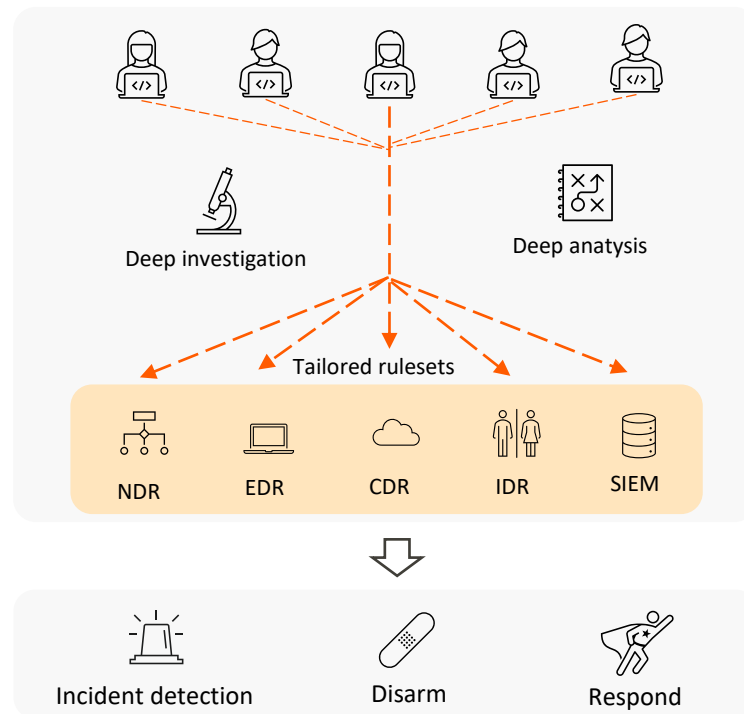 </>
</>
</>
</>
</>
Deep investigation
Deep anatysis
Tailored rulesets
NDR
EDR
CDR
IDR
SIEM
Incident detection
Disarm
Respond